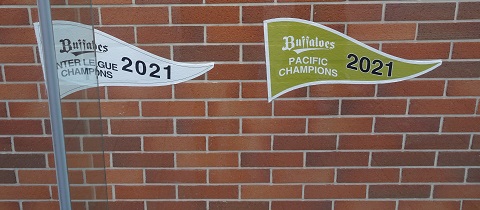 Buffaloes
NTER LEAGUE
CHAMPIONS
2021
Buffaloes
PACIFIC
CHAMPIONS
2021